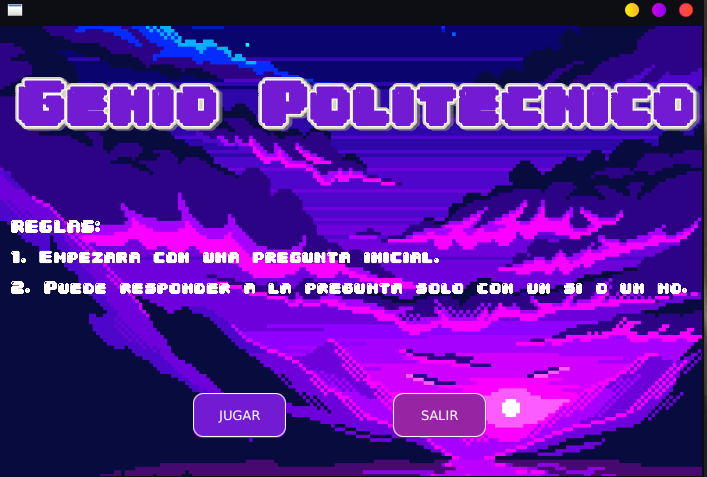 Genio Politecnico
REGLAS:
1. Empezara con una pregunta inicial.
2. Puede responder a la pregunta solo con un si o un no.
JUGAR
SALIR